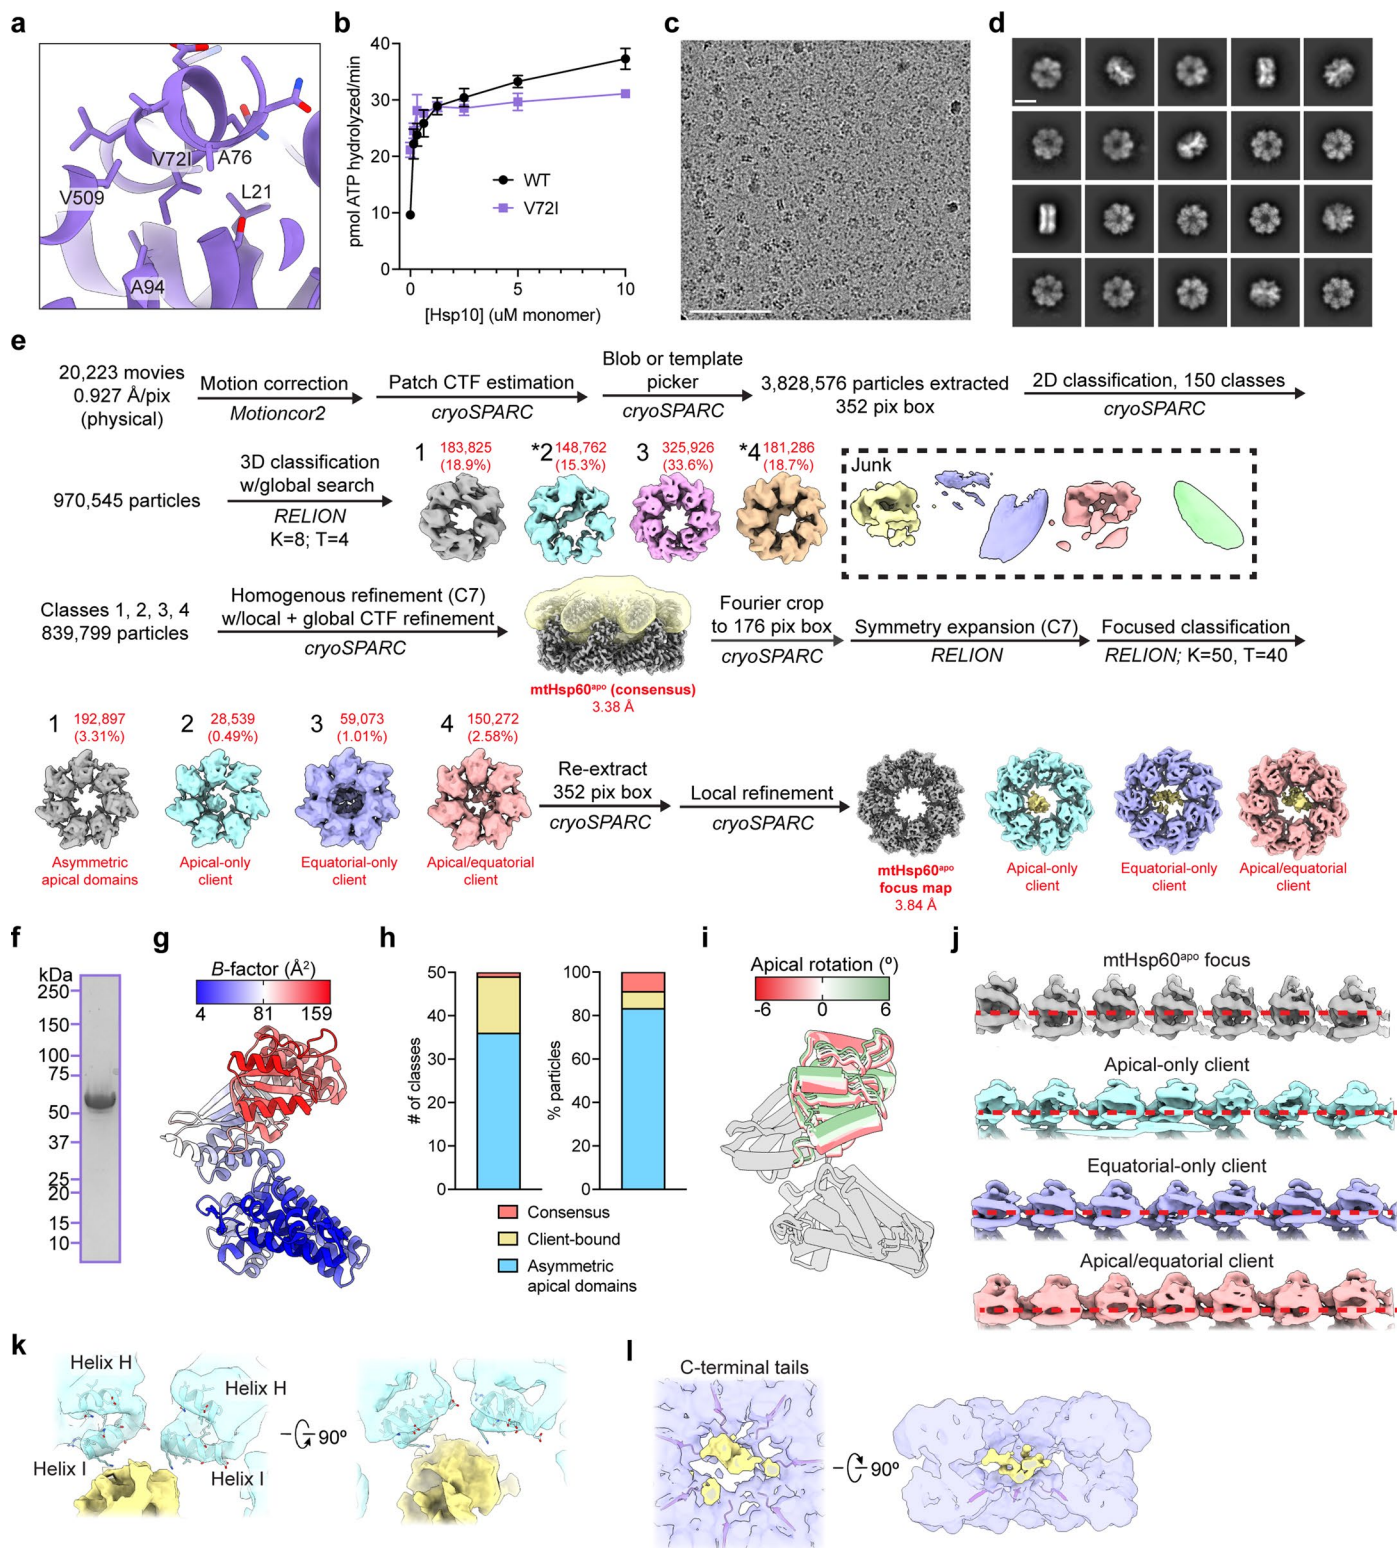 a
V72I
A76
V509
L21
A94
b
pmol ATP hydrolyzed/min
40
30
20
10
0
0
5
10
[Hsp10] (uM monomer)
WT
V72I
c
d
e
20,223 movies
0.927 Å/pix
(physical)
Motion correction
Motioncor2
Patch CTF estimation
cryoSPARC
Blob or template
picker
cryoSPARC
3,828,576 particles extracted
352 pix box
2D classification, 150 classes
cryoSPARC
970,545 particles
3D classification
w/global search
RELION
K=8; T=4
1 183,825
(18.9%)
*2 148,762
(15.3%)
3 325,926
(33.6%)
*4 181,286
(18.7%)
Junk
Classes 1, 2, 3, 4
839,799 particles
Homogenous refinement (C7)
w/local + global CTF refinement
cryoSPARC
mtHsp60apo (consensus)
3.38 Å
Fourier crop
to 176 pix box
cryoSPARC
Symmetry expansion (C7)
RELION
Focused classification
RELION; K=50, T=40
1 192,897
(3.31%)
Asymmetric
apical domains
2 28,539
(0.49%)
Apical-only
client
3 59,073
(1.01%)
Equatorial-only
client
4 150,272
(2.58%)
Apical/equatorial
client
Re-extract
352 pix box
cryoSPARC
Local refinement
cryoSPARC
mtHsp60apo
focus map
3.84 Å
Apical-only
client
Equatorial-only
client
Apical/equatorial
client
f
kDa
250
150
100
75
50
37
25
20
15
10
g
B-factor (Å²)
4
81
159
h
# of classes
50
40
30
20
10
0
% particles
100
80
60
40
20
0
Consensus
Client-bound
Asymmetric
apical domains
i
Apical rotation (º)
-6
0
6
j
mtHsp60apo focus
Apical-only client
Equatorial-only client
Apical/equatorial client
k
Helix H
Helix H
Helix I
Helix I
90º
l
C-terminal tails
90º